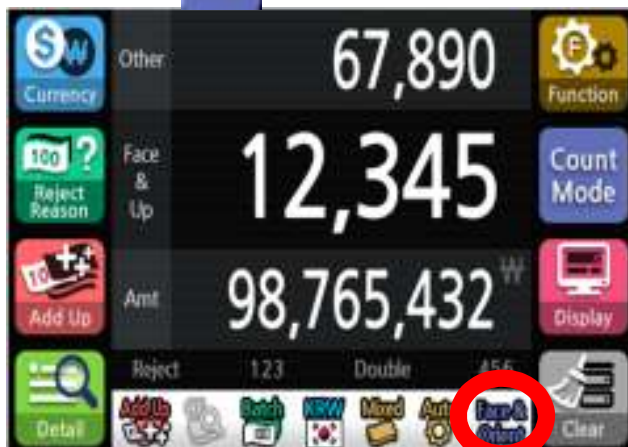 Currency
Other
67,890
Function
100 ?
Reject
Reason
Face
&
Up
12,345
Count
Mode
Add Up
Amt
98,765,432 ₩
Display
Reject 123 Double 456
Detail
Add Up
Batch
KRW
Mixed
Auto
Face &
Orient
Clear